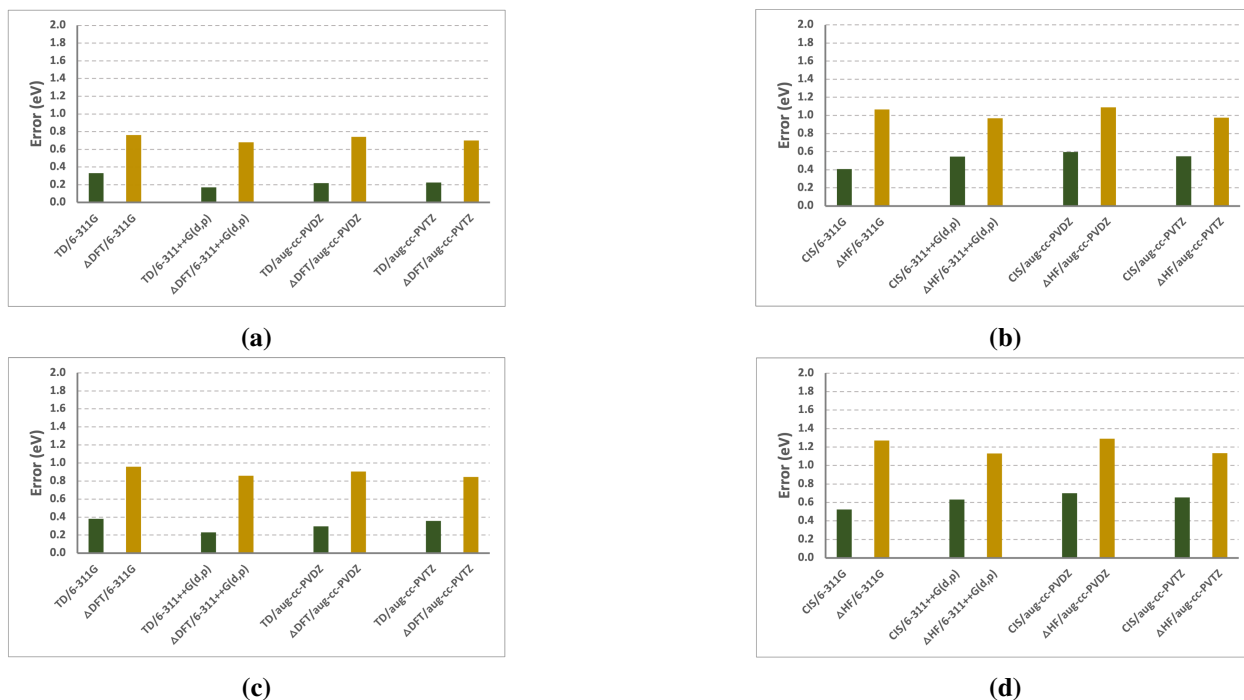 2.0
1.8
1.6
1.4
1.2
1.0
0.8
0.6
0.4
0.2
0.0
Error (eV)
TD/6-311G
ΔDFT/6-311G
TD/6-311++G(d,p)
ΔDFT/6-311++G(d,p)
TD/aug-cc-PVDZ
ΔDFT/aug-cc-PVDZ
TD/aug-cc-PVTZ
ΔDFT/aug-cc-PVTZ
(a)
2.0
1.8
1.6
1.4
1.2
1.0
0.8
0.6
0.4
0.2
0.0
Error (eV)
CIS/6-311G
ΔHF/6-311G
CIS/6-311++G(d,p)
ΔHF/6-311++G(d,p)
CIS/aug-cc-PVDZ
ΔHF/aug-cc-PVDZ
CIS/aug-cc-PVTZ
ΔHF/aug-cc-PVTZ
(b)
2.0
1.8
1.6
1.4
1.2
1.0
0.8
0.6
0.4
0.2
0.0
Error (eV)
TD/6-311G
ΔDFT/6-311G
TD/6-311++G(d,p)
ΔDFT/6-311++G(d,p)
TD/aug-cc-PVDZ
ΔDFT/aug-cc-PVDZ
TD/aug-cc-PVTZ
ΔDFT/aug-cc-PVTZ
(c)
2.0
1.8
1.6
1.4
1.2
1.0
0.8
0.6
0.4
0.2
0.0
Error (eV)
CIS/6-311G
ΔHF/6-311G
CIS/6-311++G(d,p)
ΔHF/6-311++G(d,p)
CIS/aug-cc-PVDZ
ΔHF/aug-cc-PVDZ
CIS/aug-cc-PVTZ
ΔHF/aug-cc-PVTZ
(d)